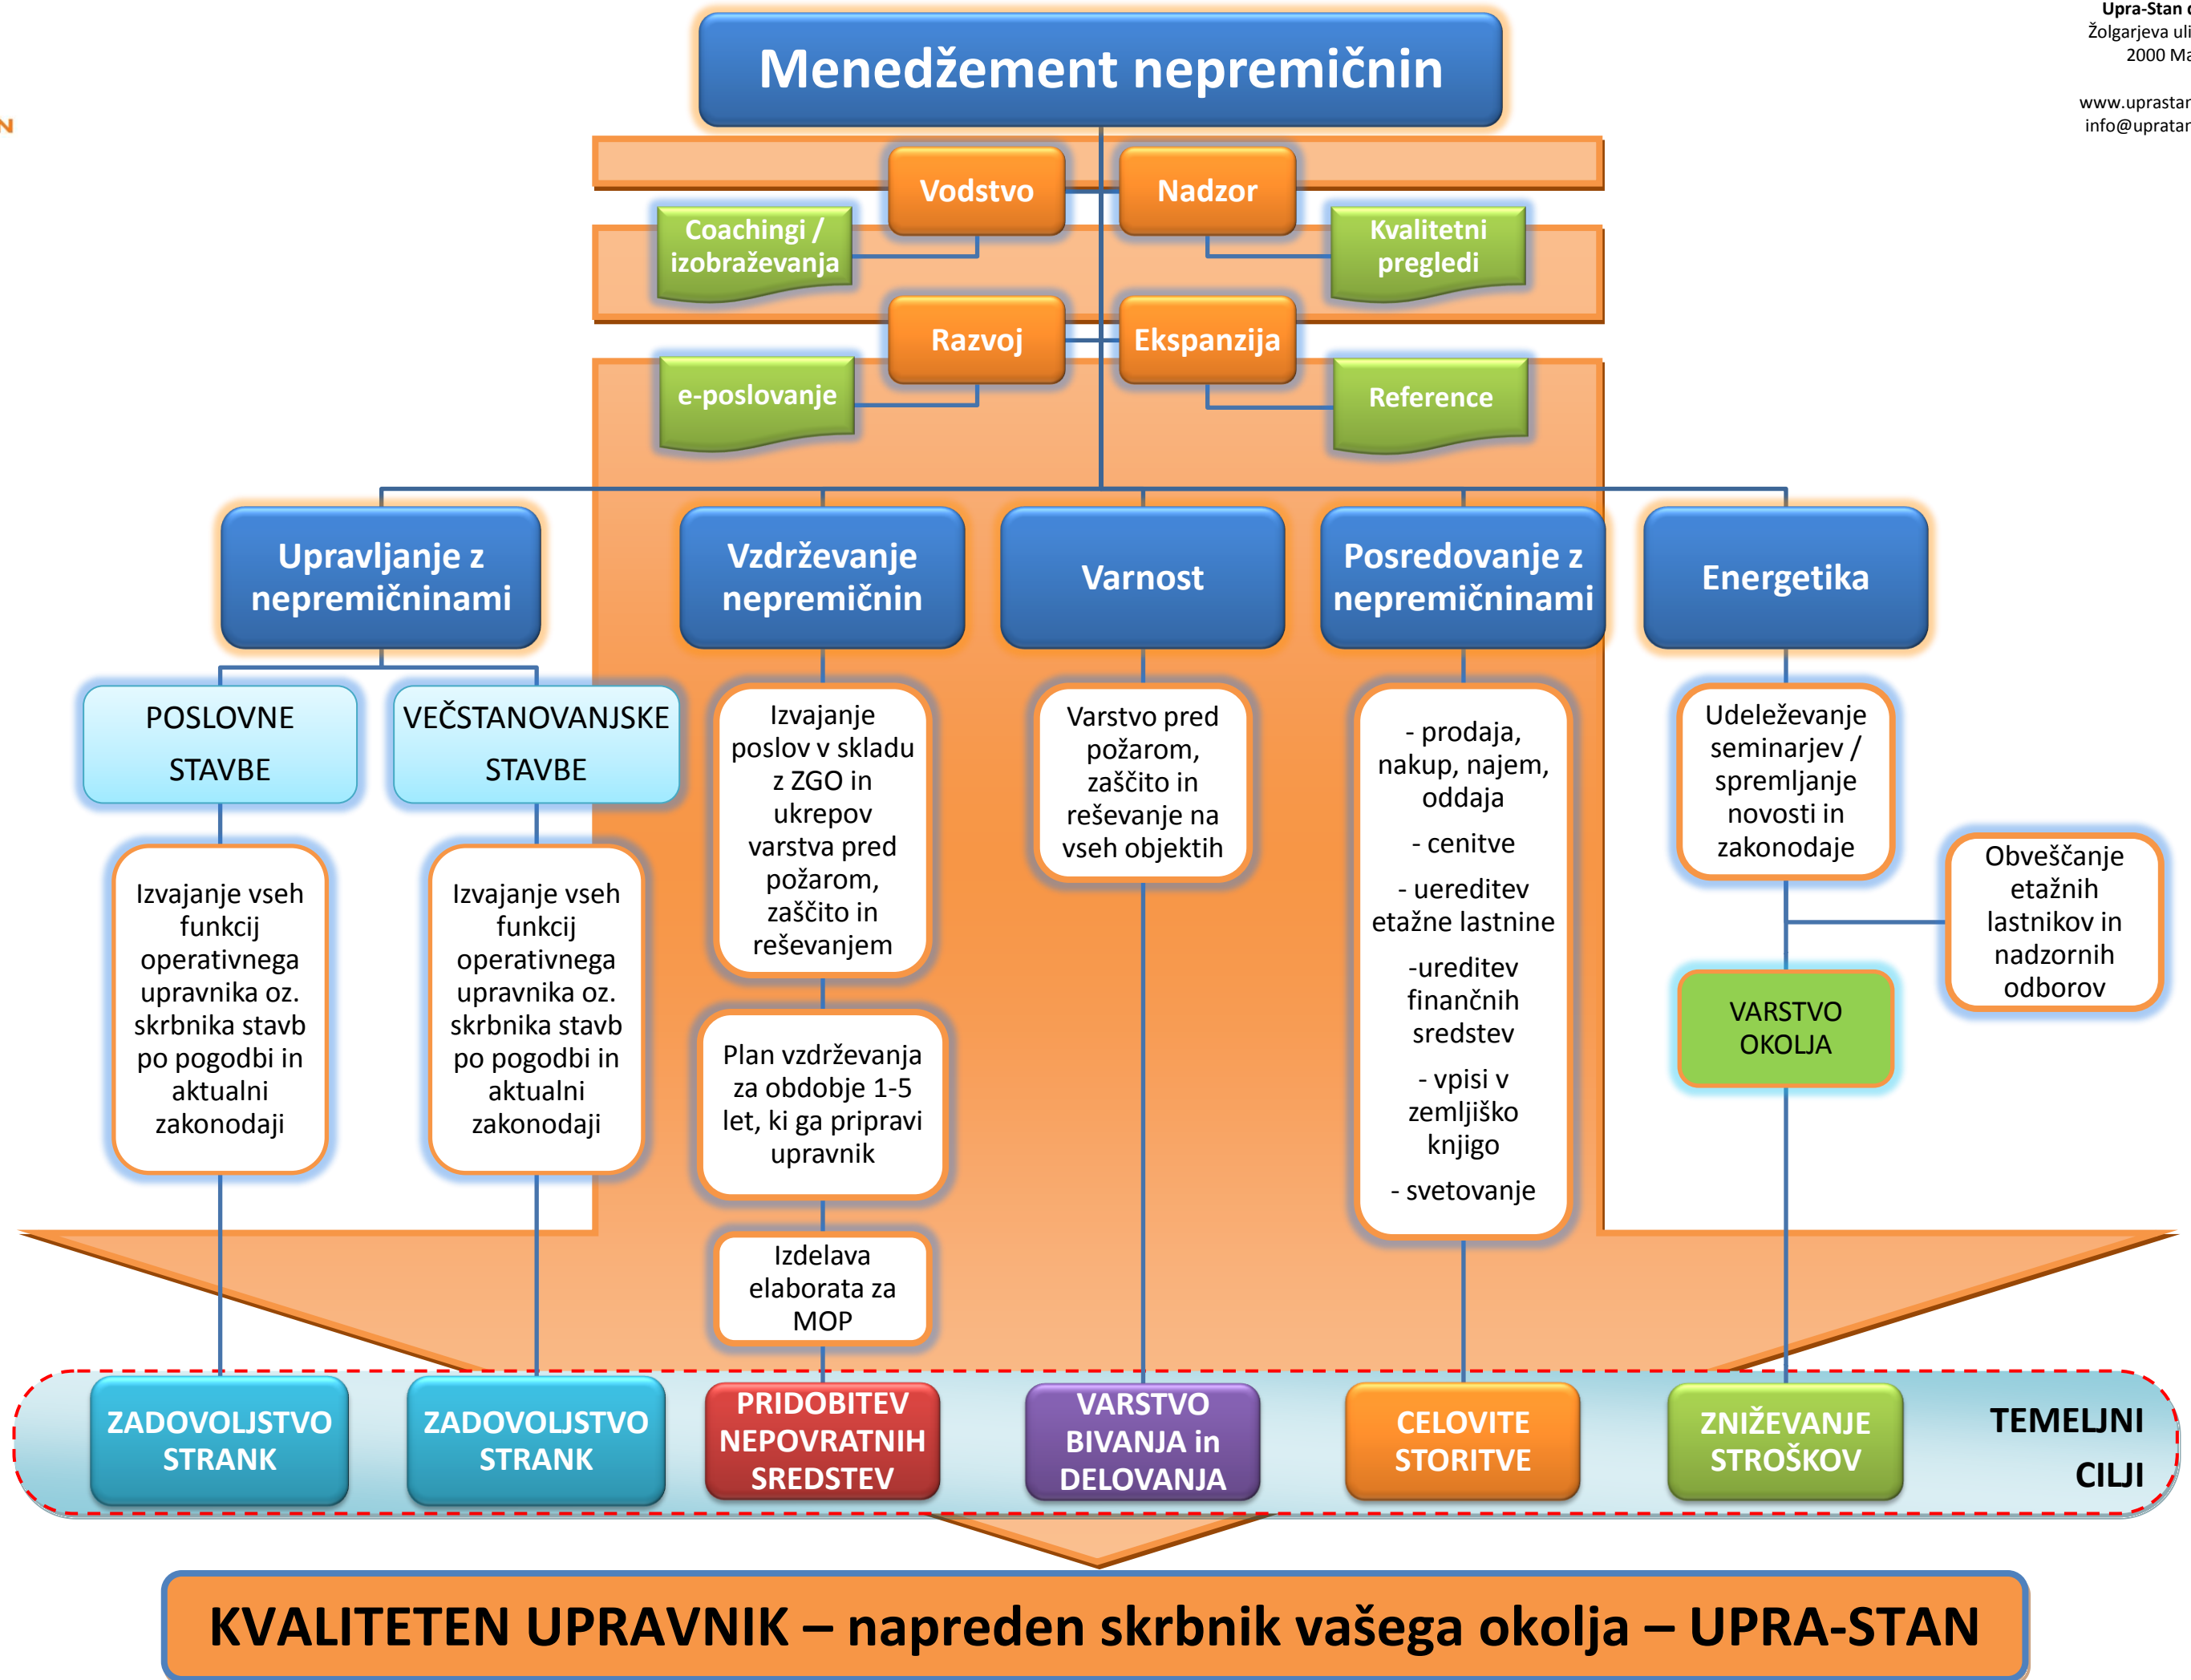 Upra-Stan
Žolgarjeva
2000
www.uprastan
info@upratan
Menedžment nepremičnin
Vodstvo
Nadzor
Coachingi /
izobraževanja
Kvalitetni
pregledi
Razvoj
Ekspanzija
e-poslovanje
Reference
Upravljanje z
nepremičninami
Vzdrževanje
nepremičnin
Varnost
Posredovanje z
nepremičninami
Energetika
POSLOVNE
STAVBE
VEČSTANOVANJSKE
STAVBE
Izvajanje
poslov v skladu
z ZGO in
ukrepov
varstva pred
požarom,
zaščito in
reševanjem
Varstvo pred
požarom,
zaščito in
reševanje na
vseh objektih
- prodaja,
nakup, najem,
oddaja
- cenitve
- uereditev
etažne lastnine
-ureditev
finančnih
sredstev
- vpisi v
zemljiško
knjigo
- svetovanje
Udeleževanje
seminarjev /
spremljanje
novosti in
zakonodaje
Obveščanje
etažnih
lastnikov in
nadzornih
odborov
Izvajanje vseh
funkcij
operativnega
upravnika oz.
skrbnika stavb
po pogodbi in
aktualni
zakonodaji
Izvajanje vseh
funkcij
operativnega
upravnika oz.
skrbnika stavb
po pogodbi in
aktualni
zakonodaji
Plan vzdrževanja
za obdobje 1-5
let, ki ga pripravi
upravnik
VARSTVO
OKOLJA
Izdelava
elaborata za
MOP
ZADOVOLJSTVO
STRANK
ZADOVOLJSTVO
STRANK
PRIDOBITEV
NEPOVRATNIH
SREDSTEV
VARSTVO
BIVANJA in
DELOVANJA
CELOVITE
STORITVE
ZNIŽEVANJE
STROŠKOV
TEMELJNI
CILJI
KVALITETEN UPRAVNIK – napreden skrbnik vašega okolja – UPRA-STAN